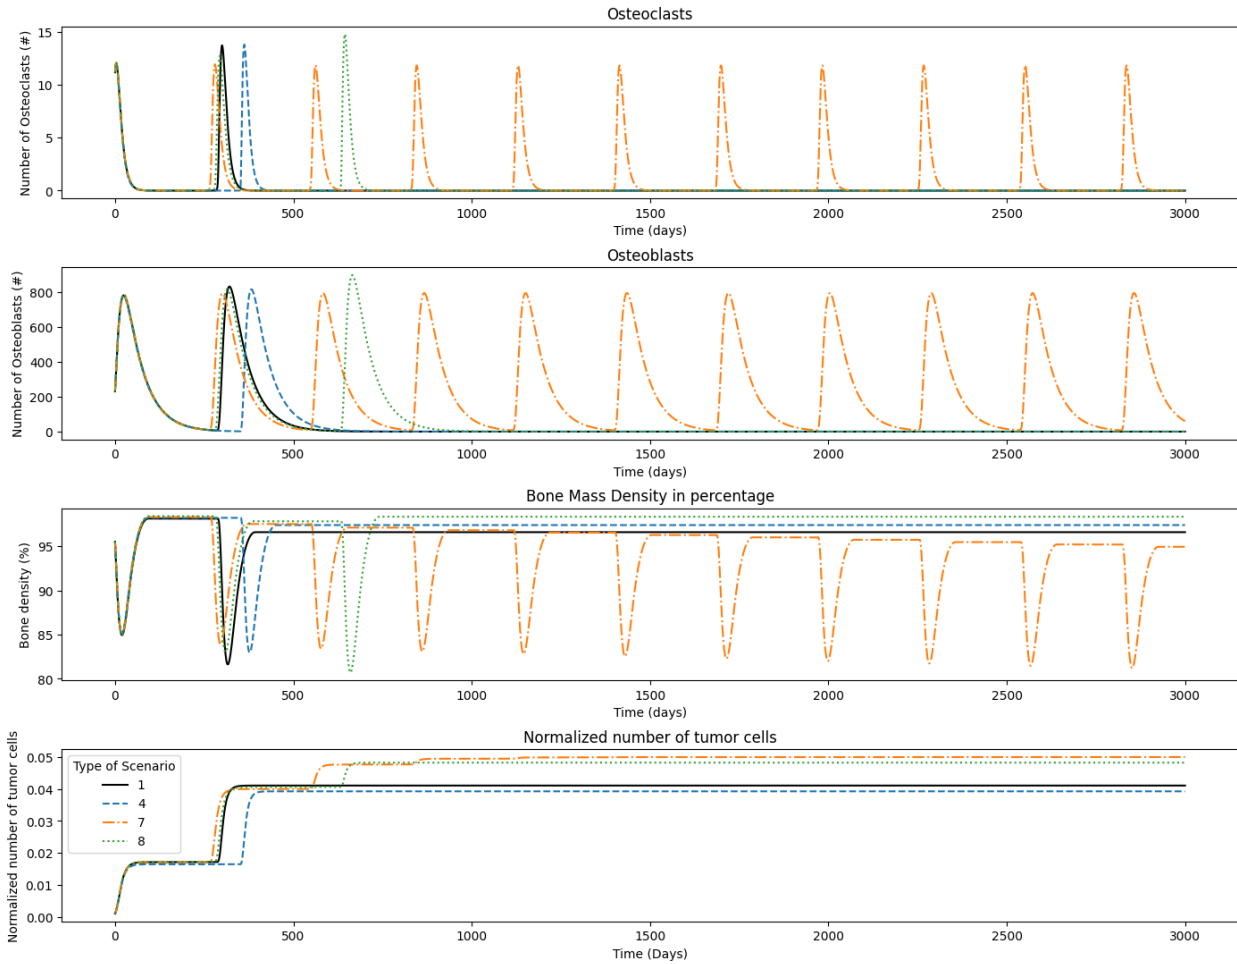 Osteoclasts
Number of Osteoclasts (#)
15
10
5
0
0 500 1000 1500 2000 2500 3000
Time (days)
Osteoblasts
Number of Osteoblasts (#)
800
600
400
200
0
0 500 1000 1500 2000 2500 3000
Time (days)
Bone Mass Density in percentage
Bone density (%)
95
90
85
80
0 500 1000 1500 2000 2500 3000
Time (days)
Normalized number of tumor cells
Normalized number of tumor cells
0.05
0.04
0.03
0.02
0.01
0.00
Type of Scenario
1
4
7
8
0 500 1000 1500 2000 2500 3000
Time (Days)